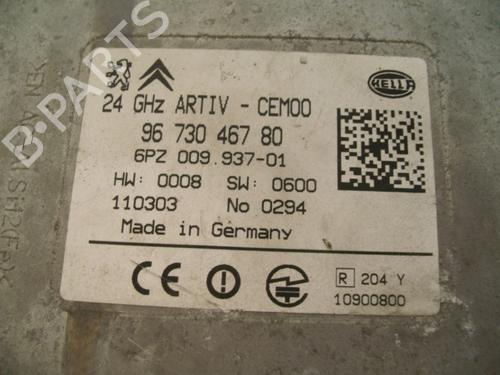 HELLA
24 GHz ARTIV - CEM00
96 730 467 80
6PZ 009.937-01
HW: 0008 SW: 0600
110303 No 0294
Made in Germany
CE
R 204 Y
10900800
B-PARTS